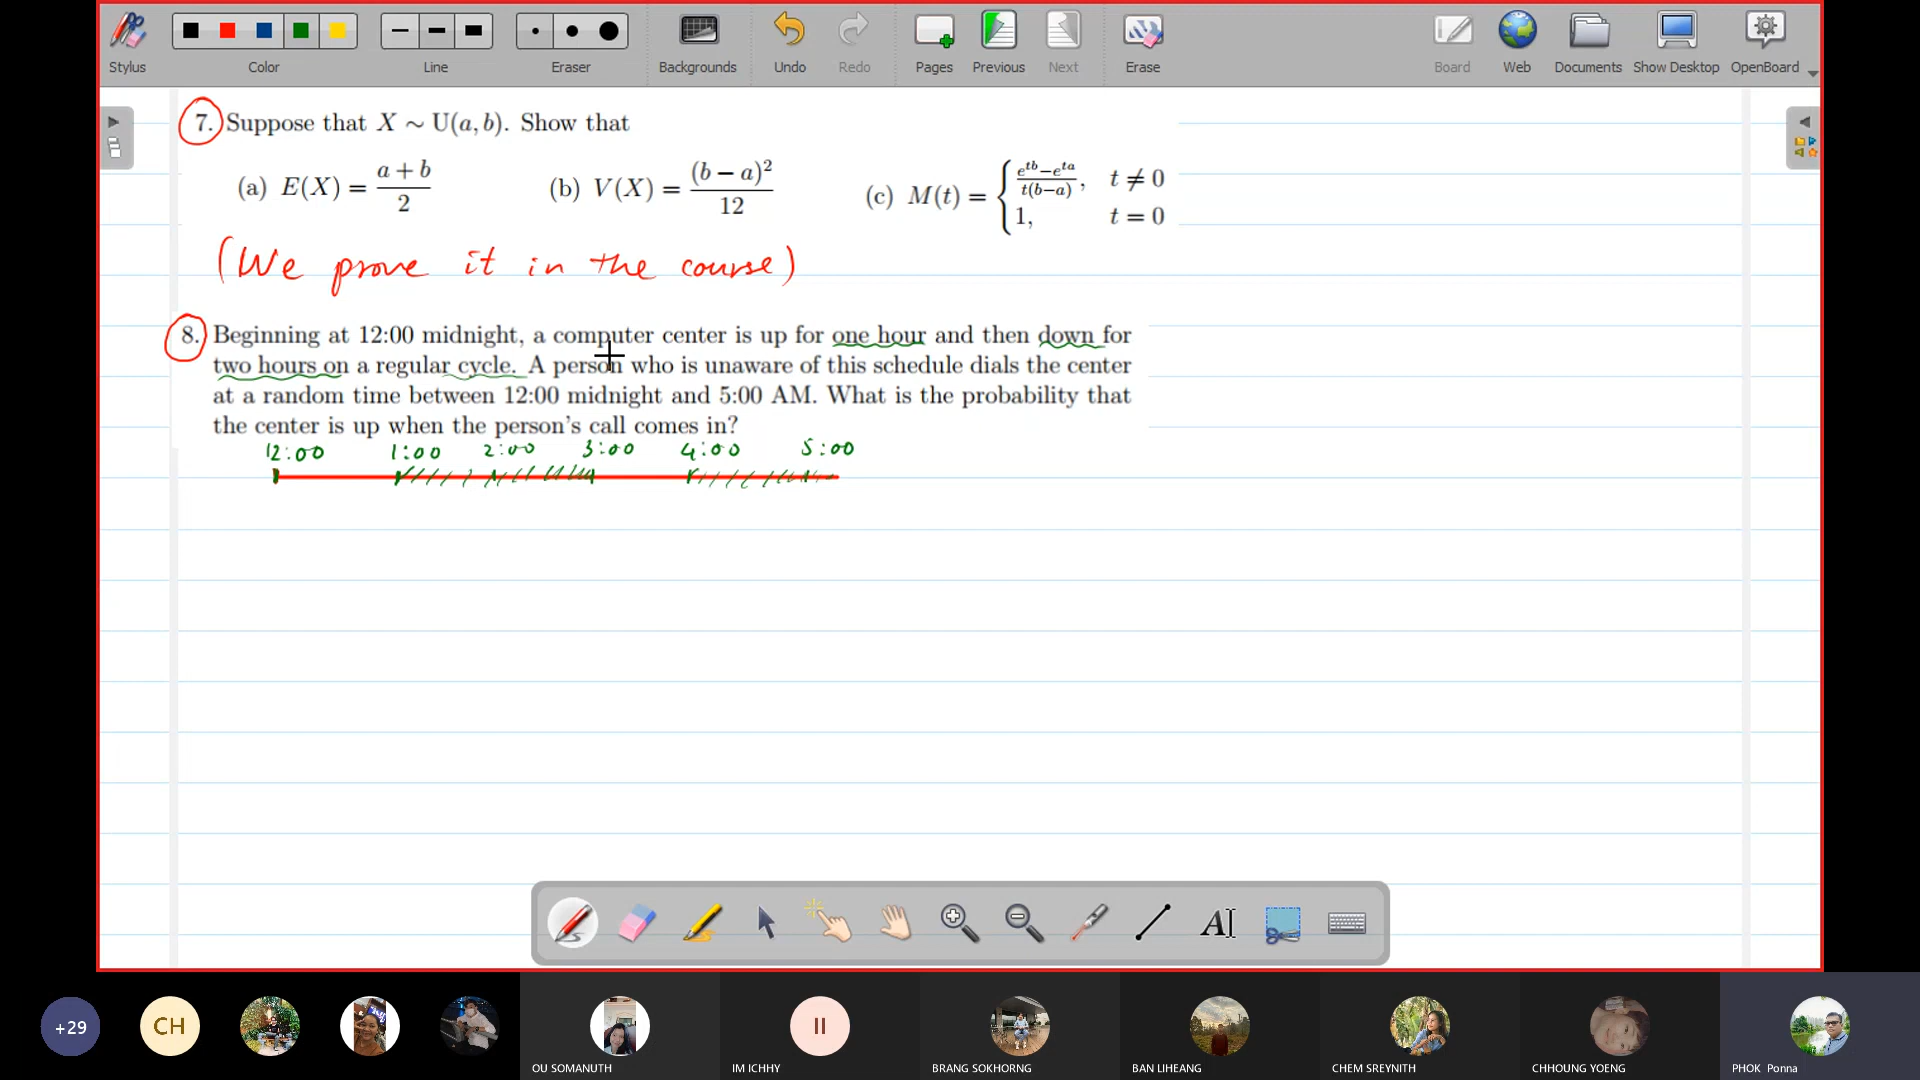 Stylus Color Line Eraser Backgrounds Undo Redo Pages Previous Next Erase Board Web Documents Show Desktop OpenBoard
7. Suppose that X ∼ U(a, b). Show that
(a) E(X) = (a + b)/2 (b) V(X) = (b − a)²/12 (c) M(t) = { (e^{tb}−e^{ta})/(t(b−a)), t ≠ 0
1, t = 0
(We prove it in the course)
8. Beginning at 12:00 midnight, a computer center is up for one hour and then down for
two hours on a regular cycle. A person who is unaware of this schedule dials the center
at a random time between 12:00 midnight and 5:00 AM. What is the probability that
the center is up when the person's call comes in?
12:00 1:00 2:00 3:00 4:00 5:00
AI
+29 CH II
OU SOMANUTH IM ICHHY BRANG SOKHORNG BAN LIHEANG CHEM SREYNITH CHHOUNG YOENG PHOK Ponna